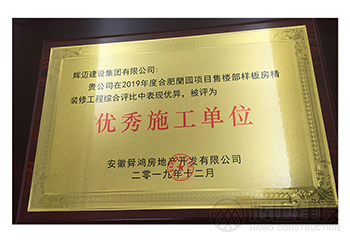 辉迈建设集团有限公司：
贵公司在2019年度合肥蘭园项目售楼部样板房精
装修工程综合评比中表现优异，被评为
优秀施工单位
安徽舜鸿房地产开发有限公司
二零一九年十二月
HAMO CONSTRUCTION